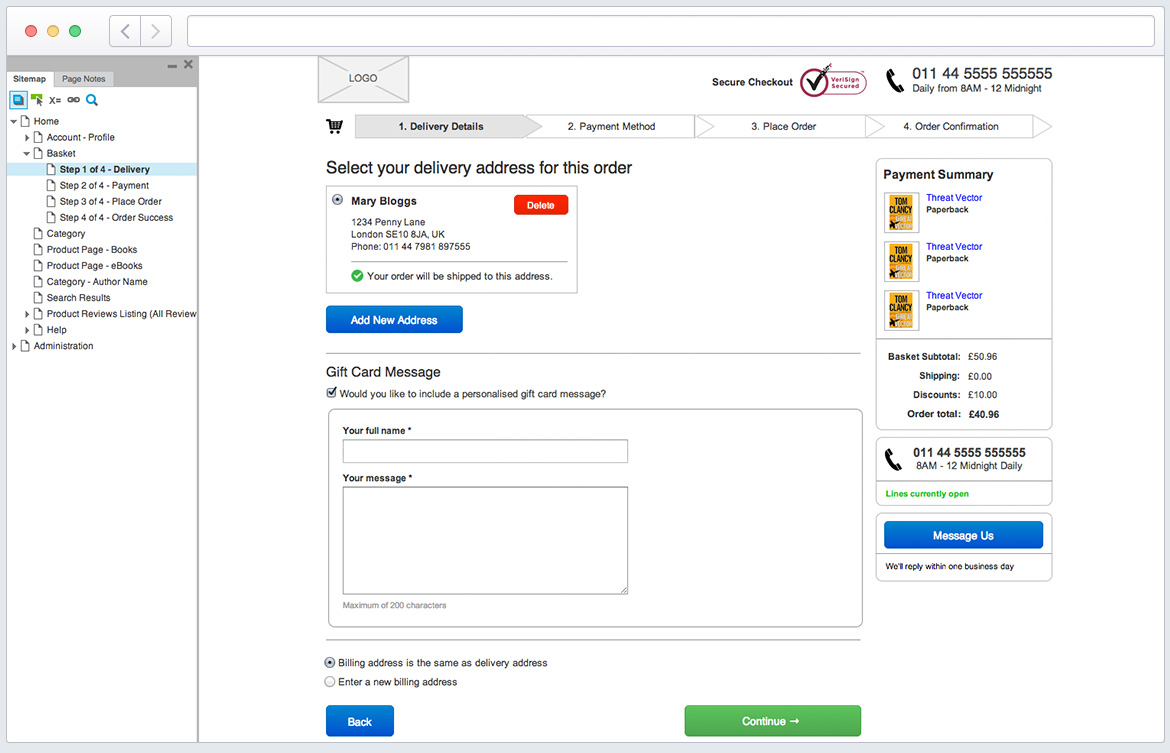 Sitemap
Page Notes
X=
Home
Account - Profile
Basket
Step 1 of 4 - Delivery
Step 2 of 4 - Payment
Step 3 of 4 - Place Order
Step 4 of 4 - Order Success
Category
Product Page - Books
Product Page - eBooks
Category - Author Name
Search Results
Product Reviews Listing (All Review
Help
Administration
LOGO
Secure Checkout
VeriSign
Secured
011 44 5555 555555
Daily from 8AM - 12 Midnight
1. Delivery Details
2. Payment Method
3. Place Order
4. Order Confirmation
Select your delivery address for this order
Mary Bloggs
Delete
1234 Penny Lane
London SE10 8JA, UK
Phone: 011 44 7981 897555
Your order will be shipped to this address.
Add New Address
Gift Card Message
Would you like to include a personalised gift card message?
Your full name *
Your message *
Maximum of 200 characters
Billing address is the same as delivery address
Enter a new billing address
Back
Continue →
Payment Summary
TOM
CLANCY
THREAT
VECTOR
Threat Vector
Paperback
TOM
CLANCY
THREAT
VECTOR
Threat Vector
Paperback
TOM
CLANCY
THREAT
VECTOR
Threat Vector
Paperback
Basket Subtotal: £50.96
Shipping: £0.00
Discounts: £10.00
Order total: £40.96
011 44 5555 555555
8AM - 12 Midnight Daily
Lines currently open
Message Us
We'll reply within one business day